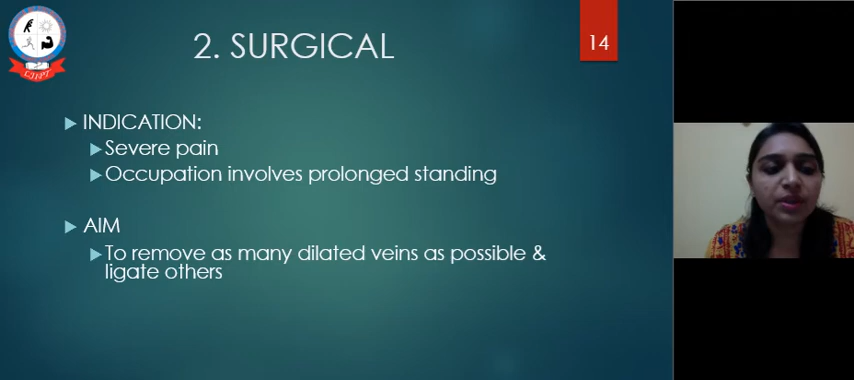 2. SURGICAL
14
INDICATION:
Severe pain
Occupation involves prolonged standing
AIM
To remove as many dilated veins as possible &
ligate others